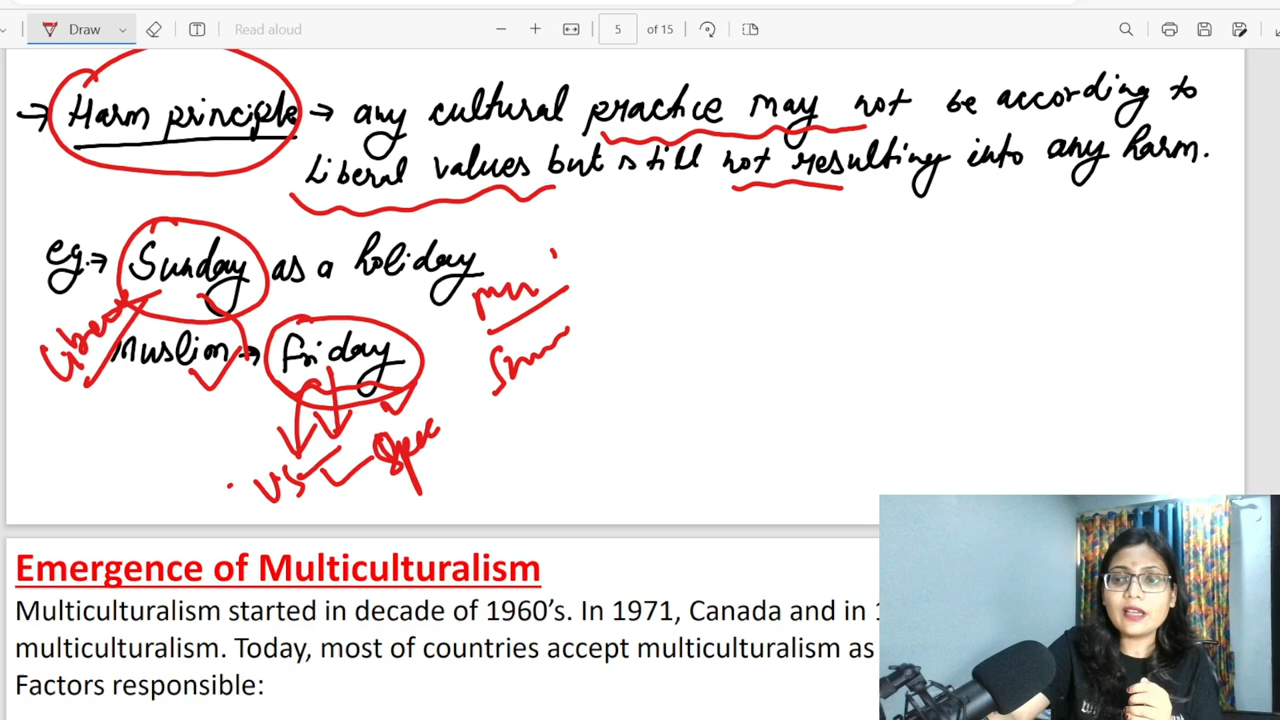 Draw
Read aloud
5 of 15
→ Harm principle → any cultural practice may not be according to
Liberal values but still not resulting into any harm.
eg.→ Sunday as a holiday
Muslim → Friday
Emergence of Multiculturalism
Multiculturalism started in decade of 1960's. In 1971, Canada and in 1
multiculturalism. Today, most of countries accept multiculturalism as
Factors responsible: